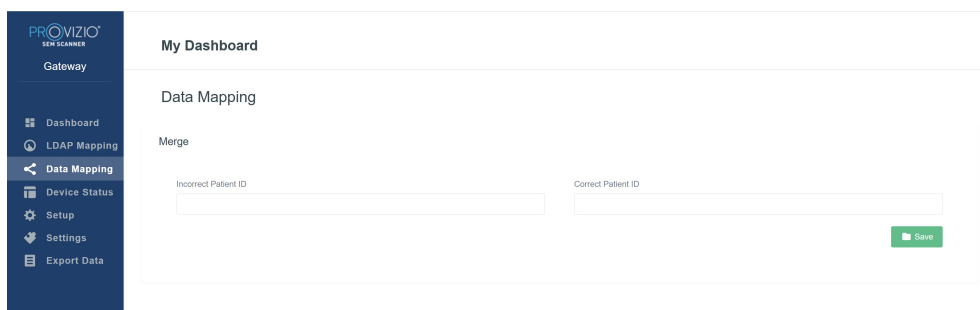 PROVIZIO®
SEM SCANNER
Gateway
Dashboard
LDAP Mapping
Data Mapping
Device Status
Setup
Settings
Export Data
My Dashboard
Data Mapping
Merge
Incorrect Patient ID
Correct Patient ID
Save